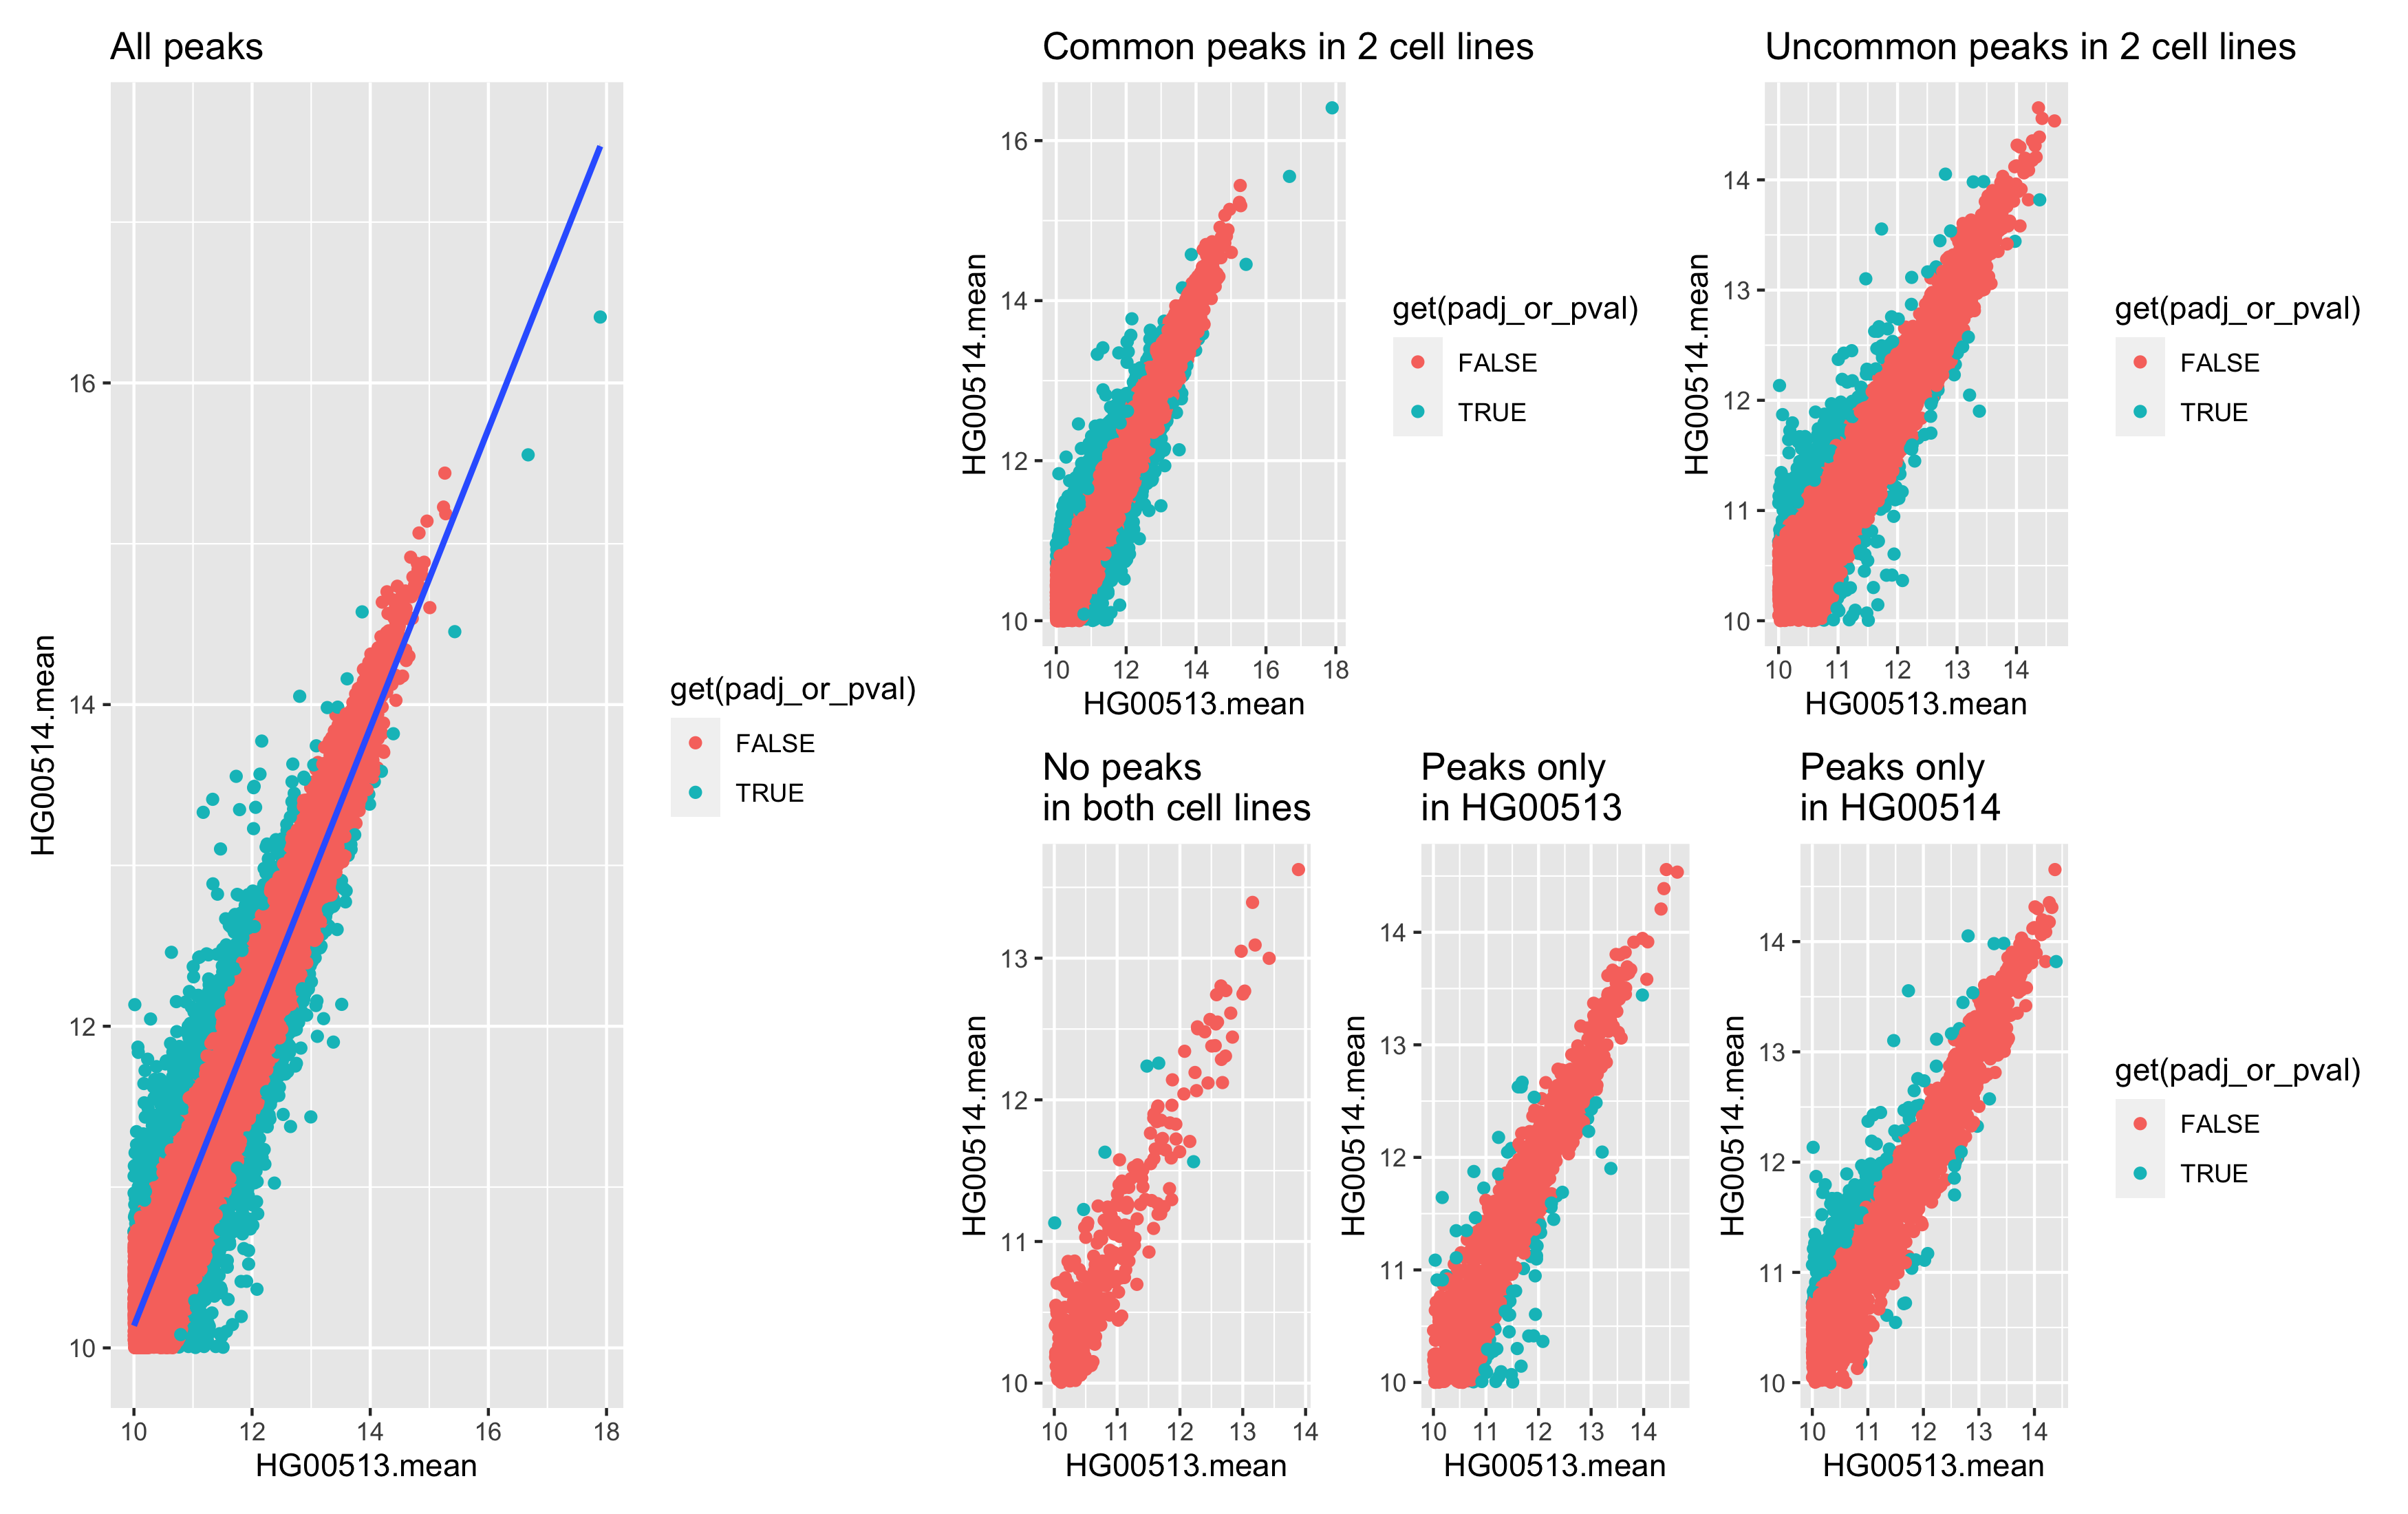 All peaks
HG00514.mean
16
14
12
10
10 12 14 16 18
HG00513.mean
get(padj_or_pval)
FALSE
TRUE
Common peaks in 2 cell lines
HG00514.mean
16
14
12
10
10 12 14 16 18
HG00513.mean
get(padj_or_pval)
FALSE
TRUE
Uncommon peaks in 2 cell lines
HG00514.mean
14
13
12
11
10
10 11 12 13 14
HG00513.mean
get(padj_or_pval)
FALSE
TRUE
No peaks
in both cell lines
HG00514.mean
13
12
11
10
10 11 12 13 14
HG00513.mean
Peaks only
in HG00513
HG00514.mean
14
13
12
11
10
10 11 12 13 14
HG00513.mean
Peaks only
in HG00514
HG00514.mean
14
13
12
11
10
10 11 12 13 14
HG00513.mean
get(padj_or_pval)
FALSE
TRUE